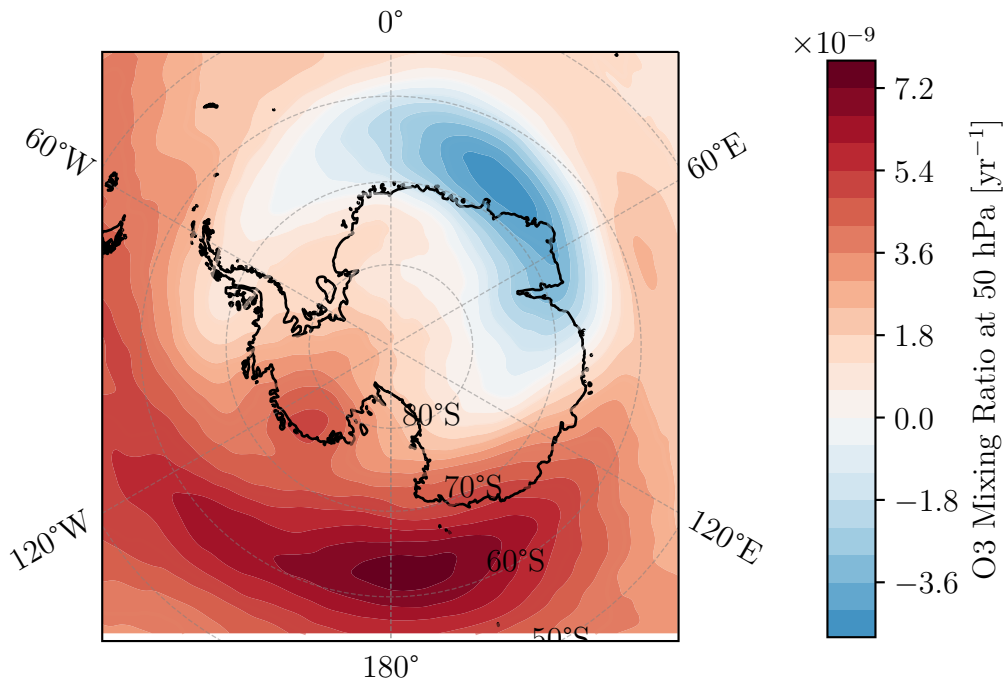 0°
×10−9
60°W
60°E
7.2
5.4
3.6
1.8
0.0
−1.8
−3.6
O3 Mixing Ratio at 50 hPa [yr−1]
80°S
70°S
60°S
50°S
120°W
120°E
180°